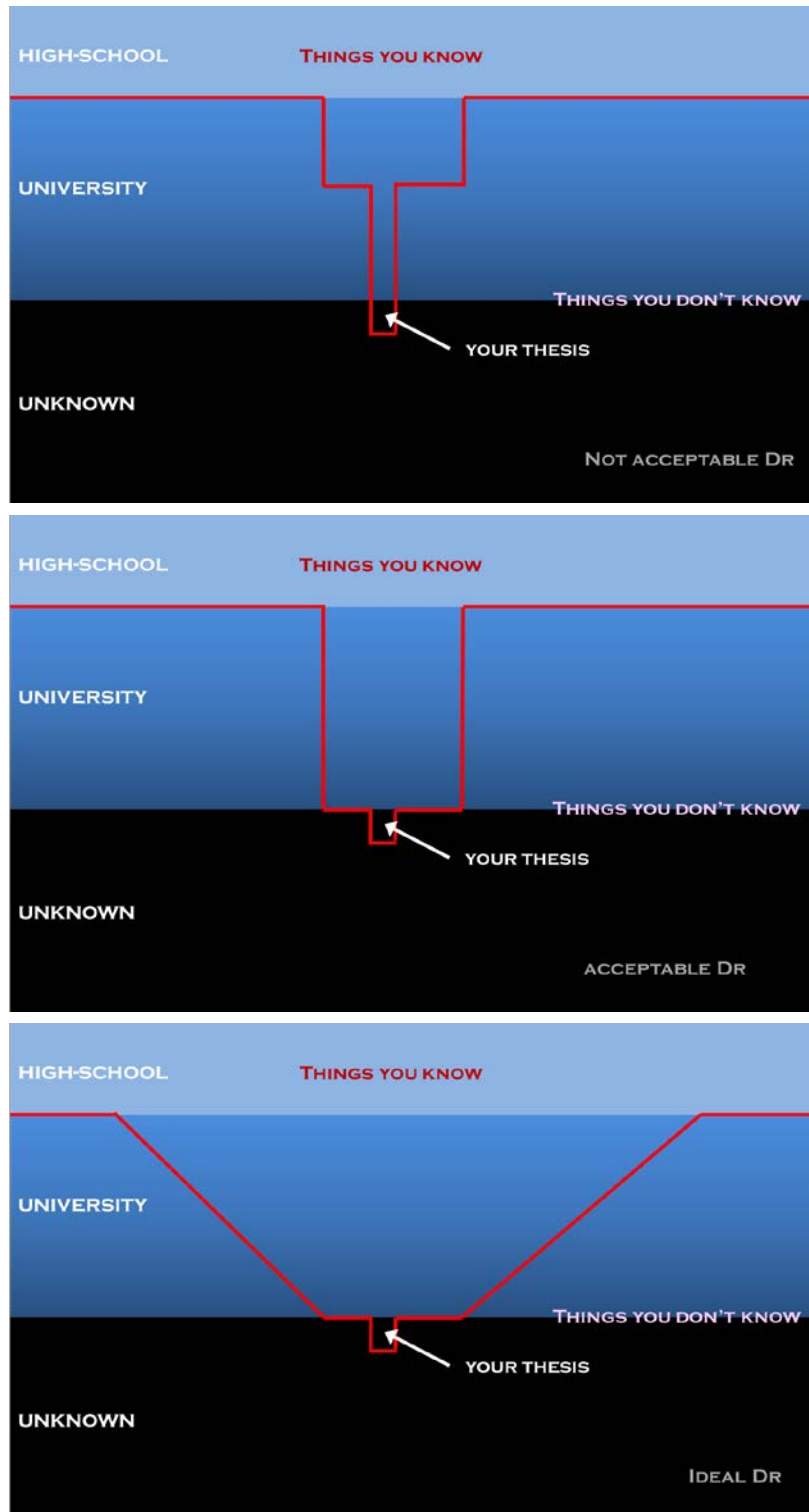 HIGH-SCHOOL THINGS YOU KNOW
UNIVERSITY
THINGS YOU DON'T KNOW
YOUR THESIS
UNKNOWN
NOT ACCEPTABLE DR
HIGH-SCHOOL THINGS YOU KNOW
UNIVERSITY
THINGS YOU DON'T KNOW
YOUR THESIS
UNKNOWN
ACCEPTABLE DR
HIGH-SCHOOL THINGS YOU KNOW
UNIVERSITY
THINGS YOU DON'T KNOW
YOUR THESIS
UNKNOWN
IDEAL DR